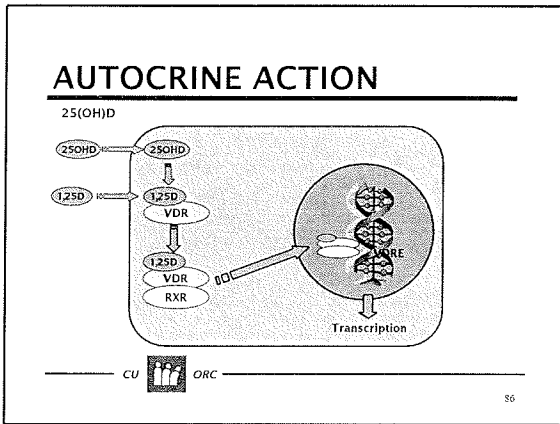 AUTOCRINE ACTION
25(OH)D
25OHD 25OHD
1,25D 1,25D
VDR
1,25D
VDR
RXR
VDRE
Transcription
CU ORC
86